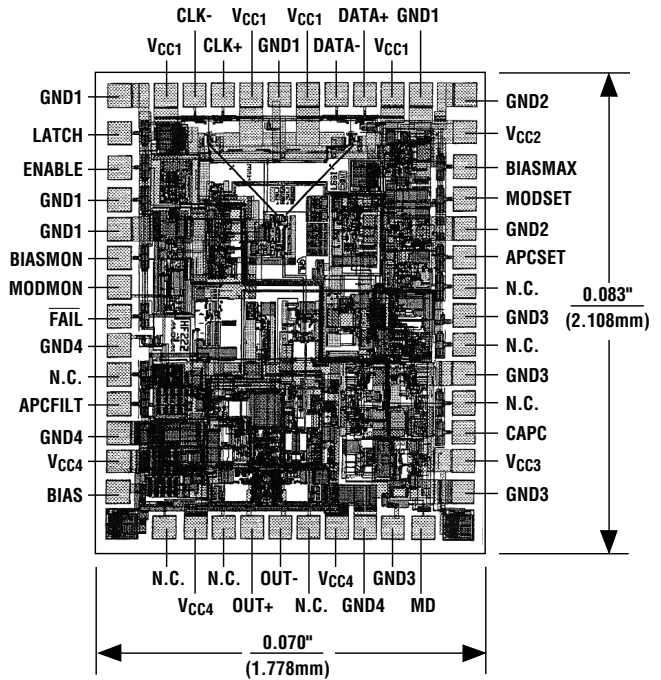 CLK- VCC1 VCC1 DATA+ GND1
VCC1 CLK+ GND1 DATA- VCC1
GND1
LATCH
ENABLE
GND1
GND1
BIASMON
MODMON
FAIL
GND4
N.C.
APCFILT
GND4
VCC4
BIAS
GND2
VCC2
BIASMAX
MODSET
GND2
APCSET
N.C.
GND3
N.C.
GND3
N.C.
CAPC
VCC3
GND3
HF222
0.083"
(2.108mm)
N.C. N.C. OUT- VCC4 GND3
VCC4 OUT+ N.C. GND4 MD
0.070"
(1.778mm)